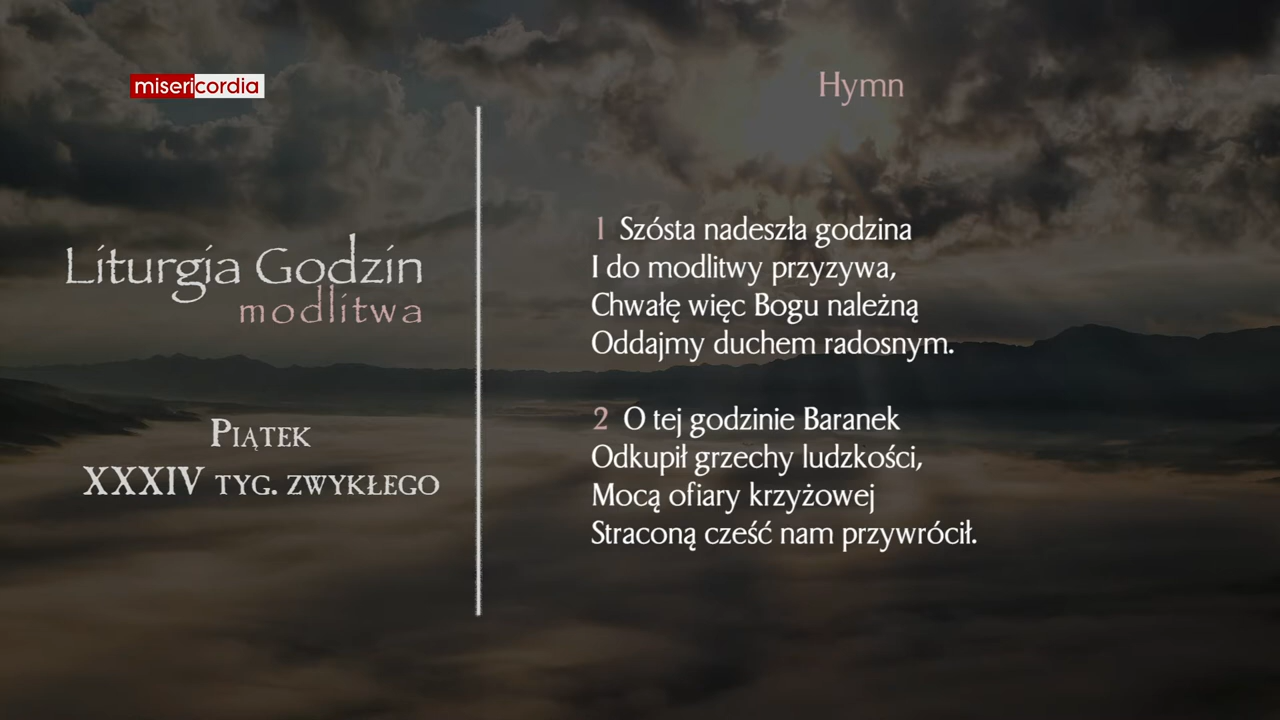 misericordia
Liturgia Godzin
modlitwa
Piątek
XXXIV tyg. zwykłego
Hymn
1 Szósta nadeszła godzina
I do modlitwy przyzywa,
Chwałę więc Bogu należną
Oddajmy duchem radosnym.
2 O tej godzinie Baranek
Odkupił grzechy ludzkości,
Mocą ofiary krzyżowej
Straconą cześć nam przywrócił.